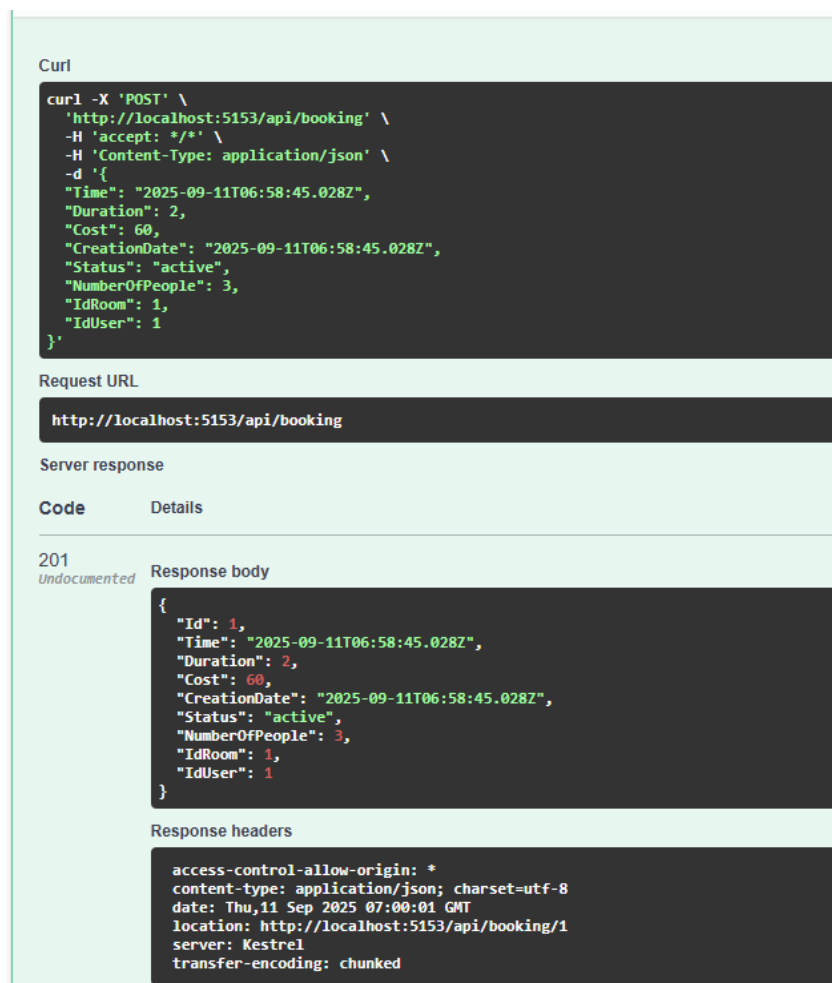 Curl
curl -X 'POST' \
'http://localhost:5153/api/booking' \
-H 'accept: */*' \
-H 'Content-Type: application/json' \
-d '{
"Time": "2025-09-11T06:58:45.028Z",
"Duration": 2,
"Cost": 60,
"CreationDate": "2025-09-11T06:58:45.028Z",
"Status": "active",
"NumberOfPeople": 3,
"IdRoom": 1,
"IdUser": 1
}'
Request URL
http://localhost:5153/api/booking
Server response
Code Details
201
Undocumented
Response body
{
"Id": 1,
"Time": "2025-09-11T06:58:45.028Z",
"Duration": 2,
"Cost": 60,
"CreationDate": "2025-09-11T06:58:45.028Z",
"Status": "active",
"NumberOfPeople": 3,
"IdRoom": 1,
"IdUser": 1
}
Response headers
access-control-allow-origin: *
content-type: application/json; charset=utf-8
date: Thu,11 Sep 2025 07:00:01 GMT
location: http://localhost:5153/api/booking/1
server: Kestrel
transfer-encoding: chunked